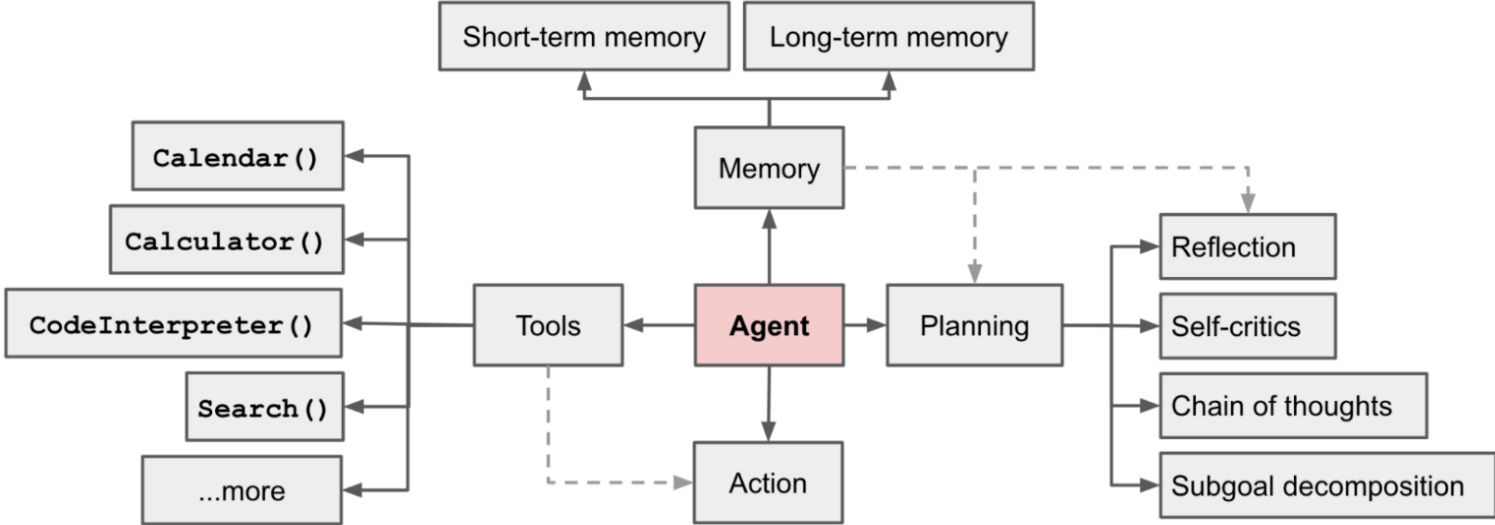 Short-term memory
Long-term memory
Calendar()
Memory
Calculator()
Reflection
CodeInterpreter()
Tools
Agent
Planning
Self-critics
Search()
Chain of thoughts
...more
Action
Subgoal decomposition